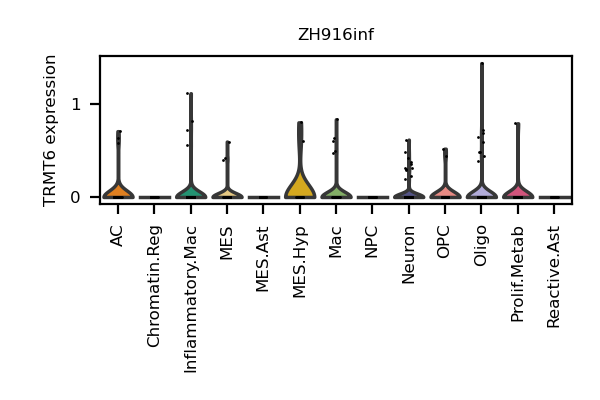 ZH916inf
TRMT6 expression
1
0
AC
Chromatin.Reg
Inflammatory.Mac
MES
MES.Ast
MES.Hyp
Mac
NPC
Neuron
OPC
Oligo
Prolif.Metab
Reactive.Ast